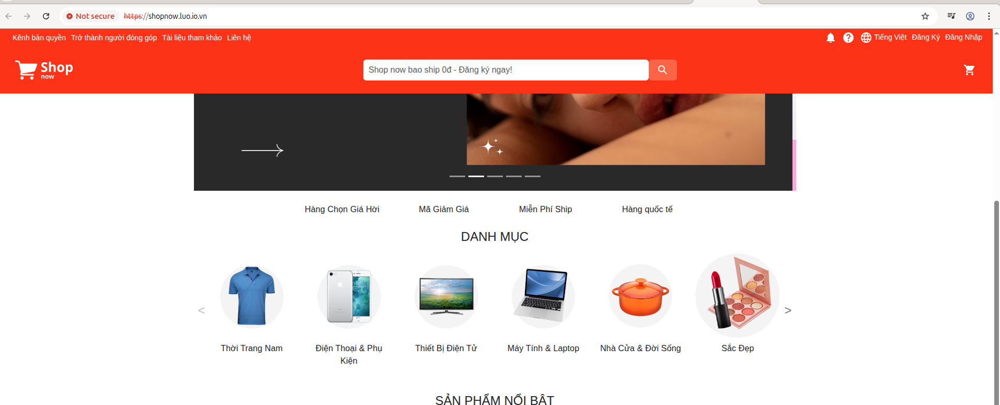 Not secure https://shopnow.luo.io.vn
Kênh bản quyền Trở thành người đóng góp Tài liệu tham khảo Liên hệ
Tiếng Việt Đăng Ký Đăng Nhập
Shop
now
Shop now bao ship 0đ - Đăng ký ngay!
Hàng Chọn Giá Hời Mã Giảm Giá Miễn Phí Ship Hàng quốc tế
DANH MỤC
< >
Thời Trang Nam
Điện Thoại & Phụ
Kiện
Thiết Bị Điện Tử
Máy Tính & Laptop
Nhà Cửa & Đời Sống
Sắc Đẹp
SẢN PHẨM NỔI BẬT